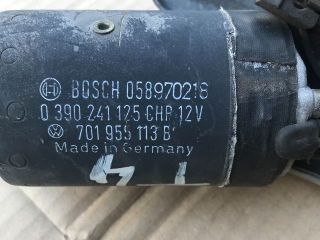 BOSCH 058970218
0 390 241 125 CHP 12V
701 955 113 B
Made in Germany